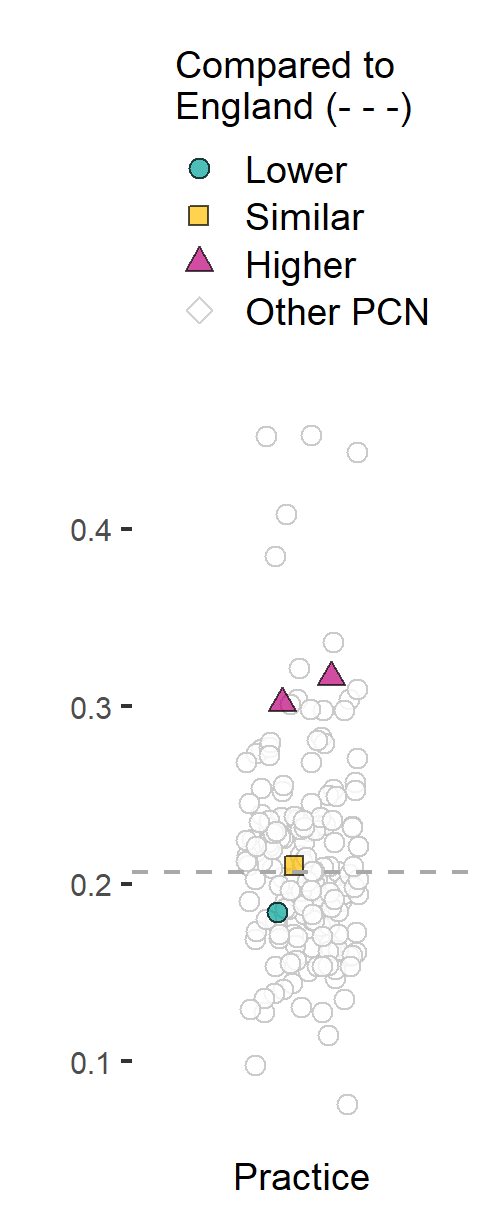 Compared to
England (- - -)
Lower
Similar
Higher
Other PCN
0.4
0.3
0.2
0.1
Practice